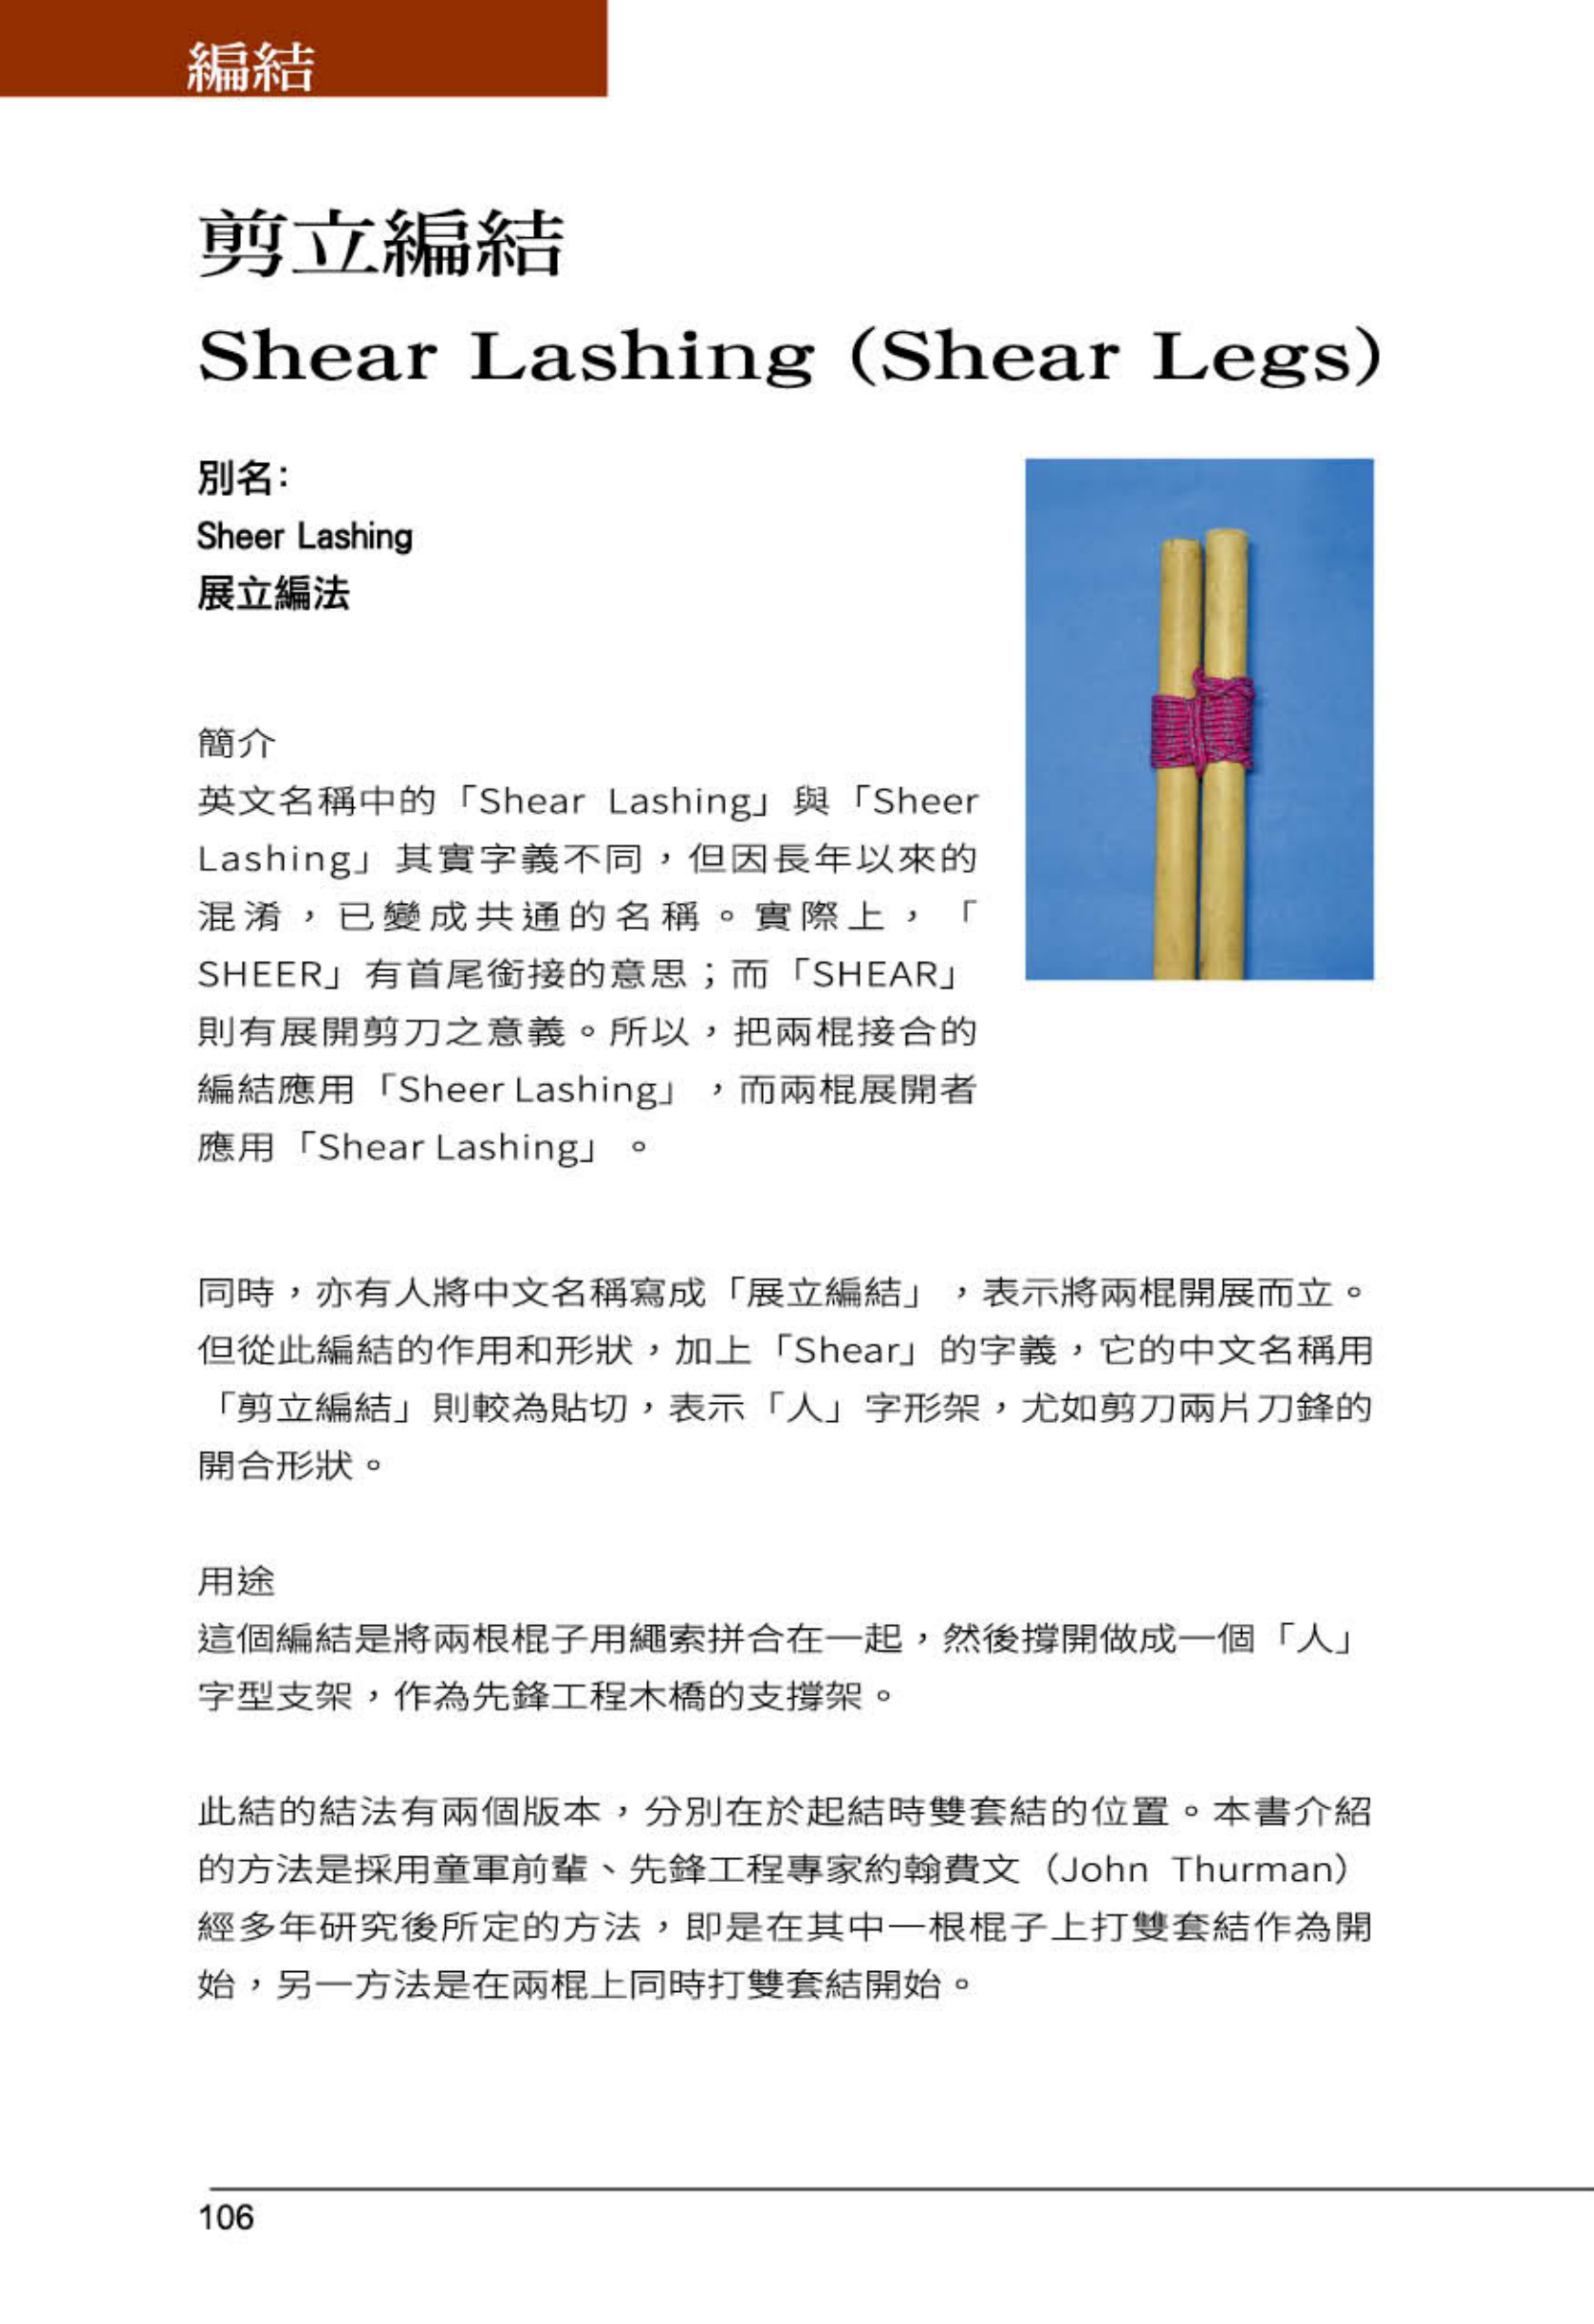 編結
剪立編結
Shear Lashing (Shear Legs)
別名：
Sheer Lashing
展立編法
簡介
英文名稱中的「Shear Lashing」與「Sheer
Lashing」其實字義不同，但因長年以來的
混淆，已變成共通的名稱。實際上，「
SHEER」有首尾銜接的意思；而「SHEAR」
則有展開剪刀之意義。所以，把兩棍接合的
編結應用「Sheer Lashing」，而兩棍展開者
應用「Shear Lashing」。
同時，亦有人將中文名稱寫成「展立編結」，表示將兩棍開展而立。
但從此編結的作用和形狀，加上「Shear」的字義，它的中文名稱用
「剪立編結」則較為貼切，表示「人」字形架，尤如剪刀兩片刀鋒的
開合形狀。
用途
這個編結是將兩根棍子用繩索拼合在一起，然後撐開做成一個「人」
字型支架，作為先鋒工程木橋的支撐架。
此結的結法有兩個版本，分別在於起結時雙套結的位置。本書介紹
的方法是採用童軍前輩、先鋒工程專家約翰費文（John Thurman）
經多年研究後所定的方法，即是在其中一根棍子上打雙套結作為開
始，另一方法是在兩棍上同時打雙套結開始。
106